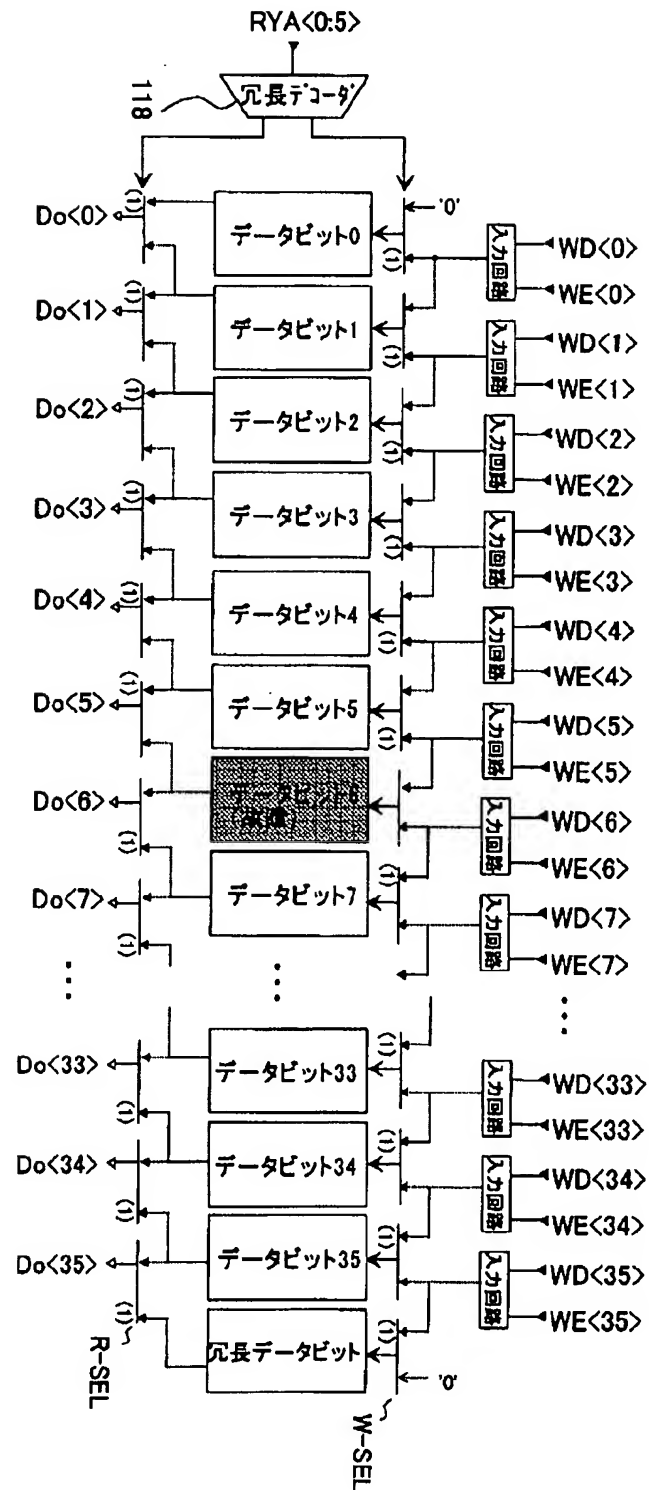 RYA<0:5>
冗長デコーダ
118
'0'
Do<0>
(1)
データビット0
(1)
入力回路
WD<0>
WE<0>
Do<1>
(1)
データビット1
(1)
入力回路
WD<1>
WE<1>
Do<2>
(1)
データビット2
(1)
入力回路
WD<2>
WE<2>
Do<3>
(1)
データビット3
(1)
入力回路
WD<3>
WE<3>
Do<4>
(1)
データビット4
(1)
入力回路
WD<4>
WE<4>
Do<5>
(1)
データビット5
(1)
入力回路
WD<5>
WE<5>
Do<6>
(1)
データビット6
入力回路
WD<6>
WE<6>
Do<7>
(1)
データビット7
(1)
入力回路
WD<7>
WE<7>
...
...
...
Do<33>
(1)
データビット33
(1)
入力回路
WD<33>
WE<33>
Do<34>
(1)
データビット34
(1)
入力回路
WD<34>
WE<34>
Do<35>
(1)
データビット35
(1)
入力回路
WD<35>
WE<35>
冗長データビット
(1)
'0'
R-SEL
W-SEL